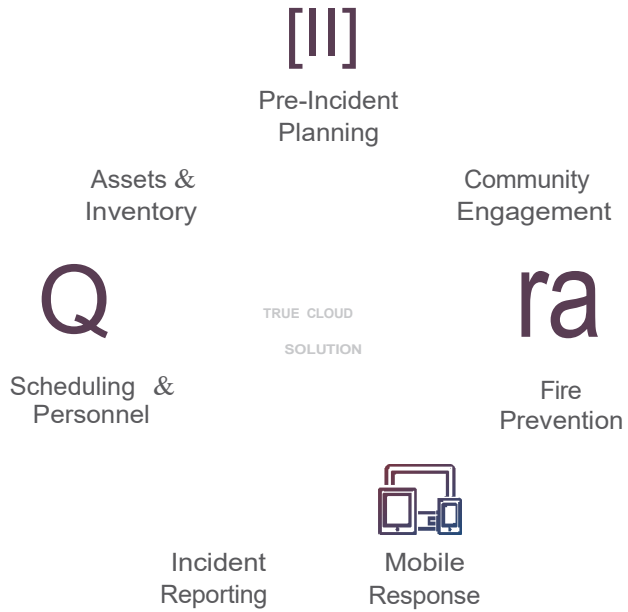 [II]
Pre-Incident
Planning
Assets &
Inventory
Community
Engagement
Q
ra
TRUE CLOUD
SOLUTION
Scheduling &
Personnel
Fire
Prevention
Incident
Reporting
Mobile
Response